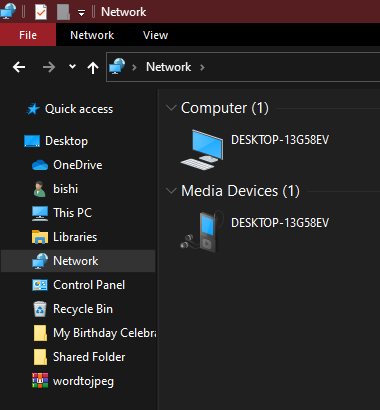 Network
File
Network
View
Network
Quick access
Desktop
OneDrive
bishi
This PC
Libraries
Network
Control Panel
Recycle Bin
My Birthday Celebra
Shared Folder
wordtojpeg
Computer (1)
DESKTOP-13G58EV
Media Devices (1)
DESKTOP-13G58EV